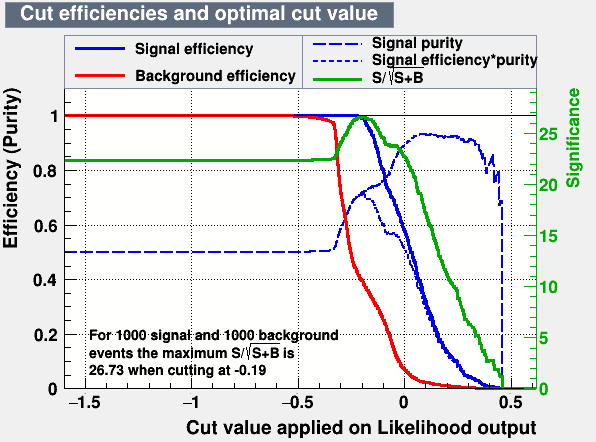 Cut efficiencies and optimal cut value
Signal efficiency
Background efficiency
Signal purity
Signal efficiency*purity
S/√S+B
Efficiency (Purity)
1
0.8
0.6
0.4
0.2
0
Significance
25
20
15
10
5
0
For 1000 signal and 1000 background
events the maximum S/√S+B is
26.73 when cutting at -0.19
−1.5 −1 −0.5 0 0.5
Cut value applied on Likelihood output